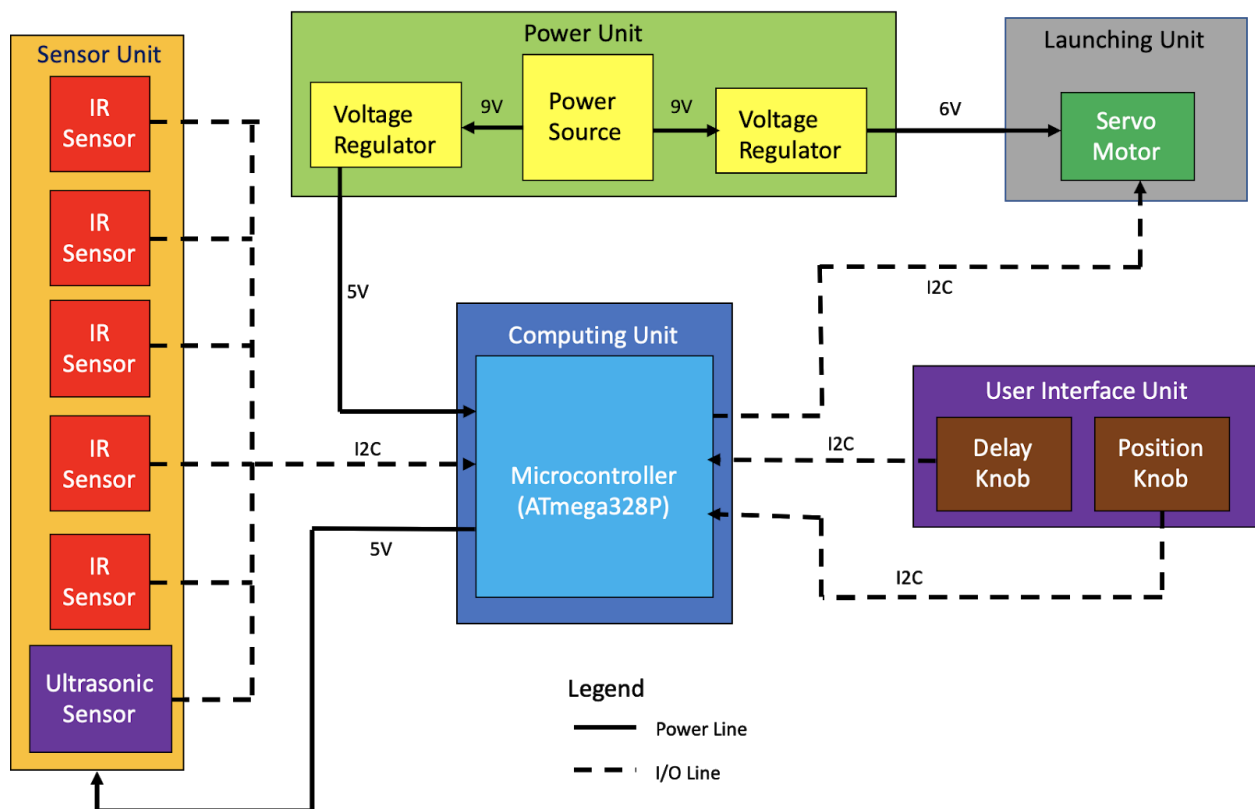 Sensor Unit
IR
Sensor
IR
Sensor
IR
Sensor
IR
Sensor
IR
Sensor
Ultrasonic
Sensor
Power Unit
Voltage
Regulator
9V
Power
Source
9V
Voltage
Regulator
6V
Launching Unit
Servo
Motor
5V
I2C
Computing Unit
Microcontroller
(ATmega328P)
I2C
5V
User Interface Unit
Delay
Knob
Position
Knob
I2C
I2C
Legend
Power Line
I/O Line